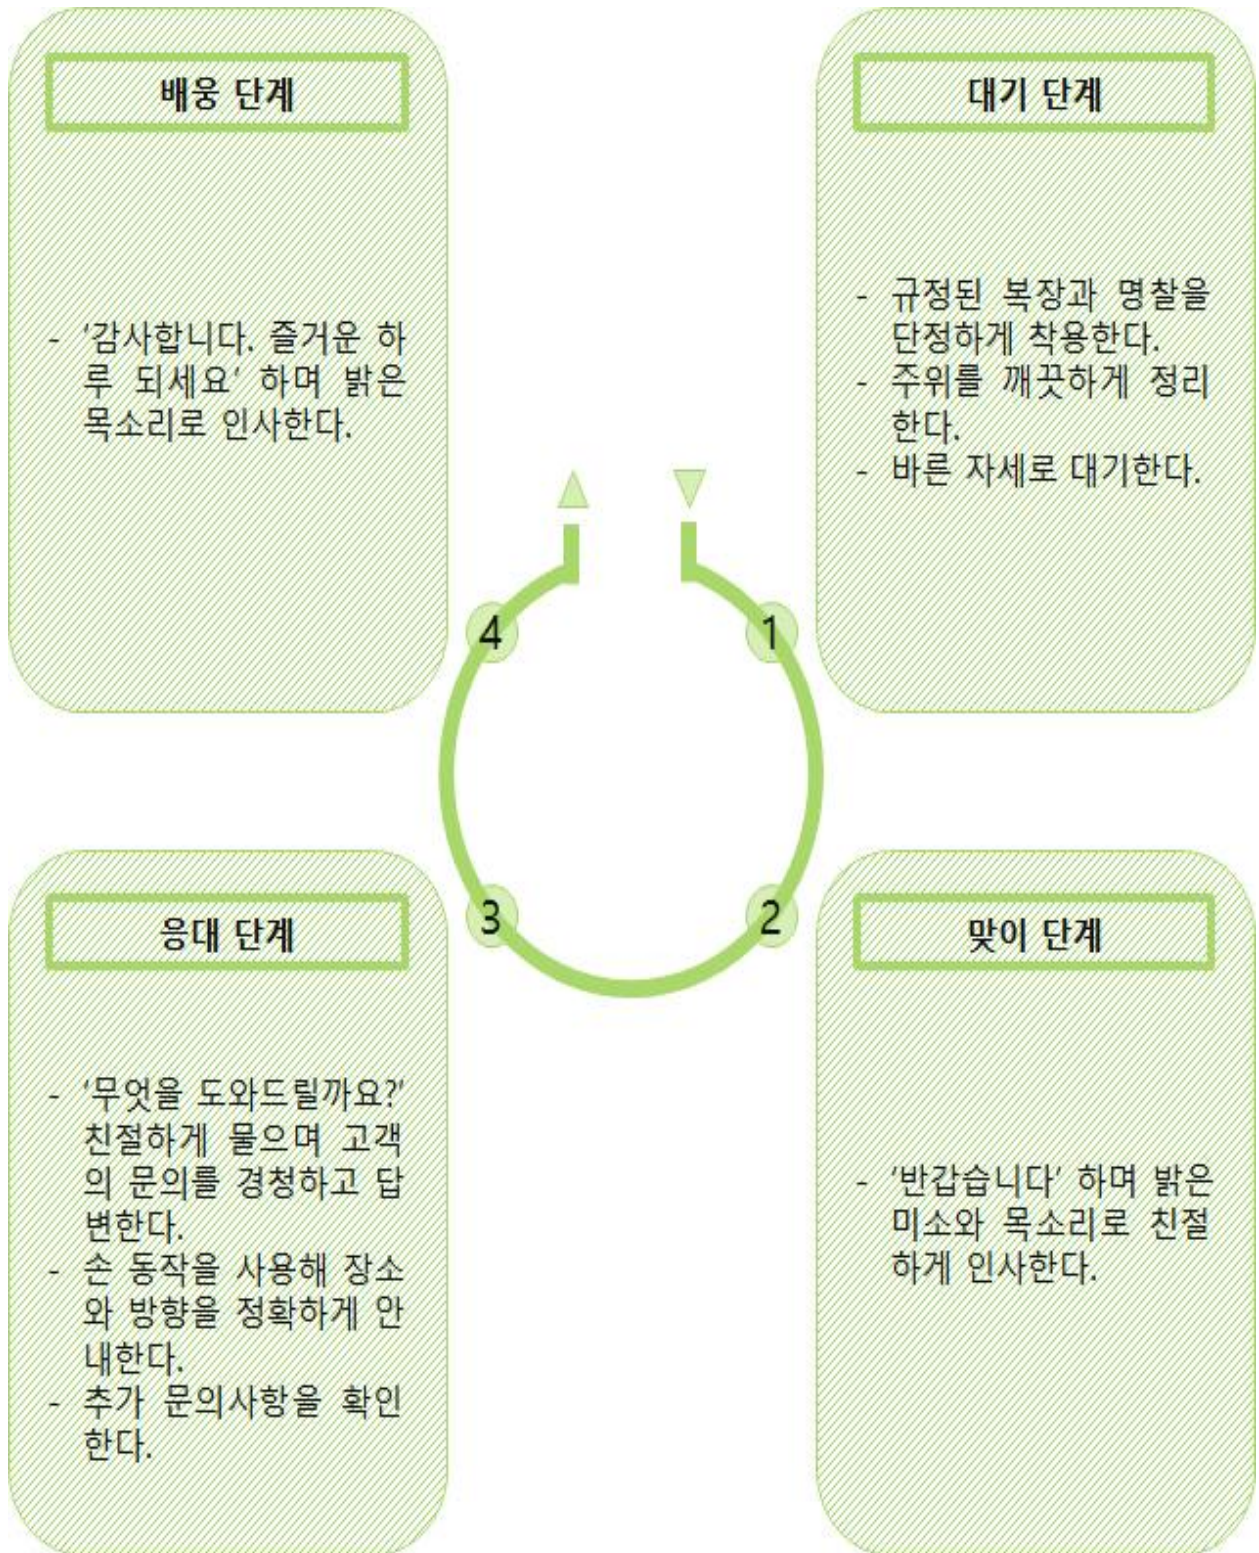 배웅 단계
- '감사합니다. 즐거운 하
루 되세요' 하며 밝은
목소리로 인사한다.
대기 단계
- 규정된 복장과 명찰을
단정하게 착용한다.
- 주위를 깨끗하게 정리
한다.
- 바른 자세로 대기한다.
4
1
3
2
응대 단계
- '무엇을 도와드릴까요?'
친절하게 물으며 고객
의 문의를 경청하고 답
변한다.
- 손 동작을 사용해 장소
와 방향을 정확하게 안
내한다.
- 추가 문의사항을 확인
한다.
맞이 단계
- '반갑습니다' 하며 밝은
미소와 목소리로 친절
하게 인사한다.